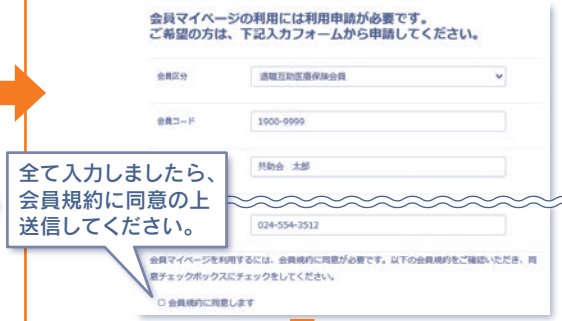 会員マイページの利用には利用申請が必要です。
ご希望の方は、下記入力フォームから申請してください。
会員区分
退職互助医療保険会員
会員コード
1900-9999
共助会 太郎
全て入力しましたら、
会員規約に同意の上
送信してください。
024-554-3512
会員マイページを利用するには、会員規約に同意が必要です。以下の会員規約をご確認いただき、同
意チェックボックスにチェックをしてください。
会員規約に同意します